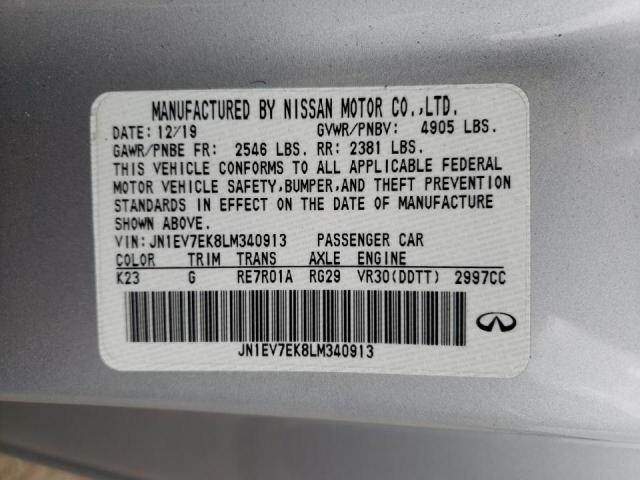 MANUFACTURED BY NISSAN MOTOR CO.,LTD.
DATE: 12/19 GVWR/PNBV: 4905 LBS.
GAWR/PNBE FR: 2546 LBS. RR: 2381 LBS.
THIS VEHICLE CONFORMS TO ALL APPLICABLE FEDERAL
MOTOR VEHICLE SAFETY,BUMPER,AND THEFT PREVENTION
STANDARDS IN EFFECT ON THE DATE OF MANUFACTURE
SHOWN ABOVE.
VIN: JN1EV7EK8LM340913 PASSENGER CAR
COLOR TRIM TRANS AXLE ENGINE
K23 G RE7R01A RG29 VR30(DDTT) 2997CC
JN1EV7EK8LM340913